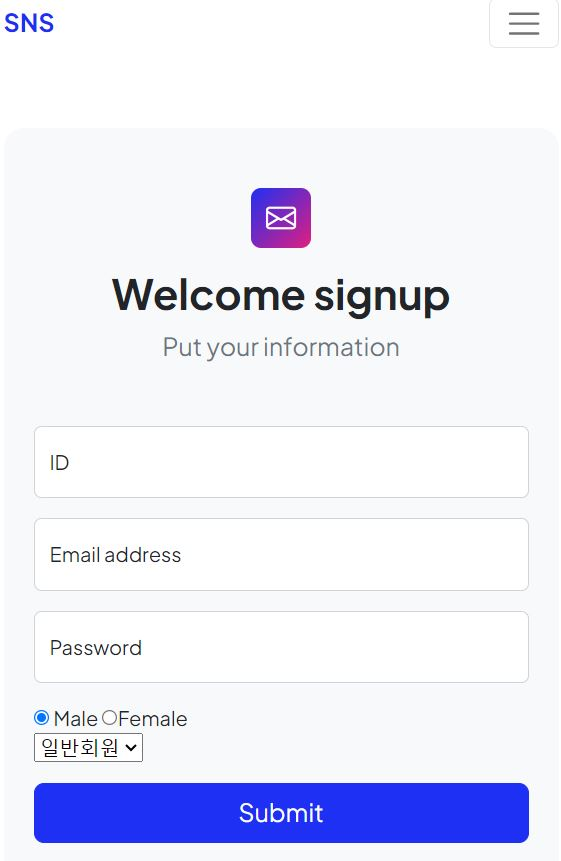 SNS
Welcome signup
Put your information
ID
Email address
Password
Male Female
일반회원
Submit